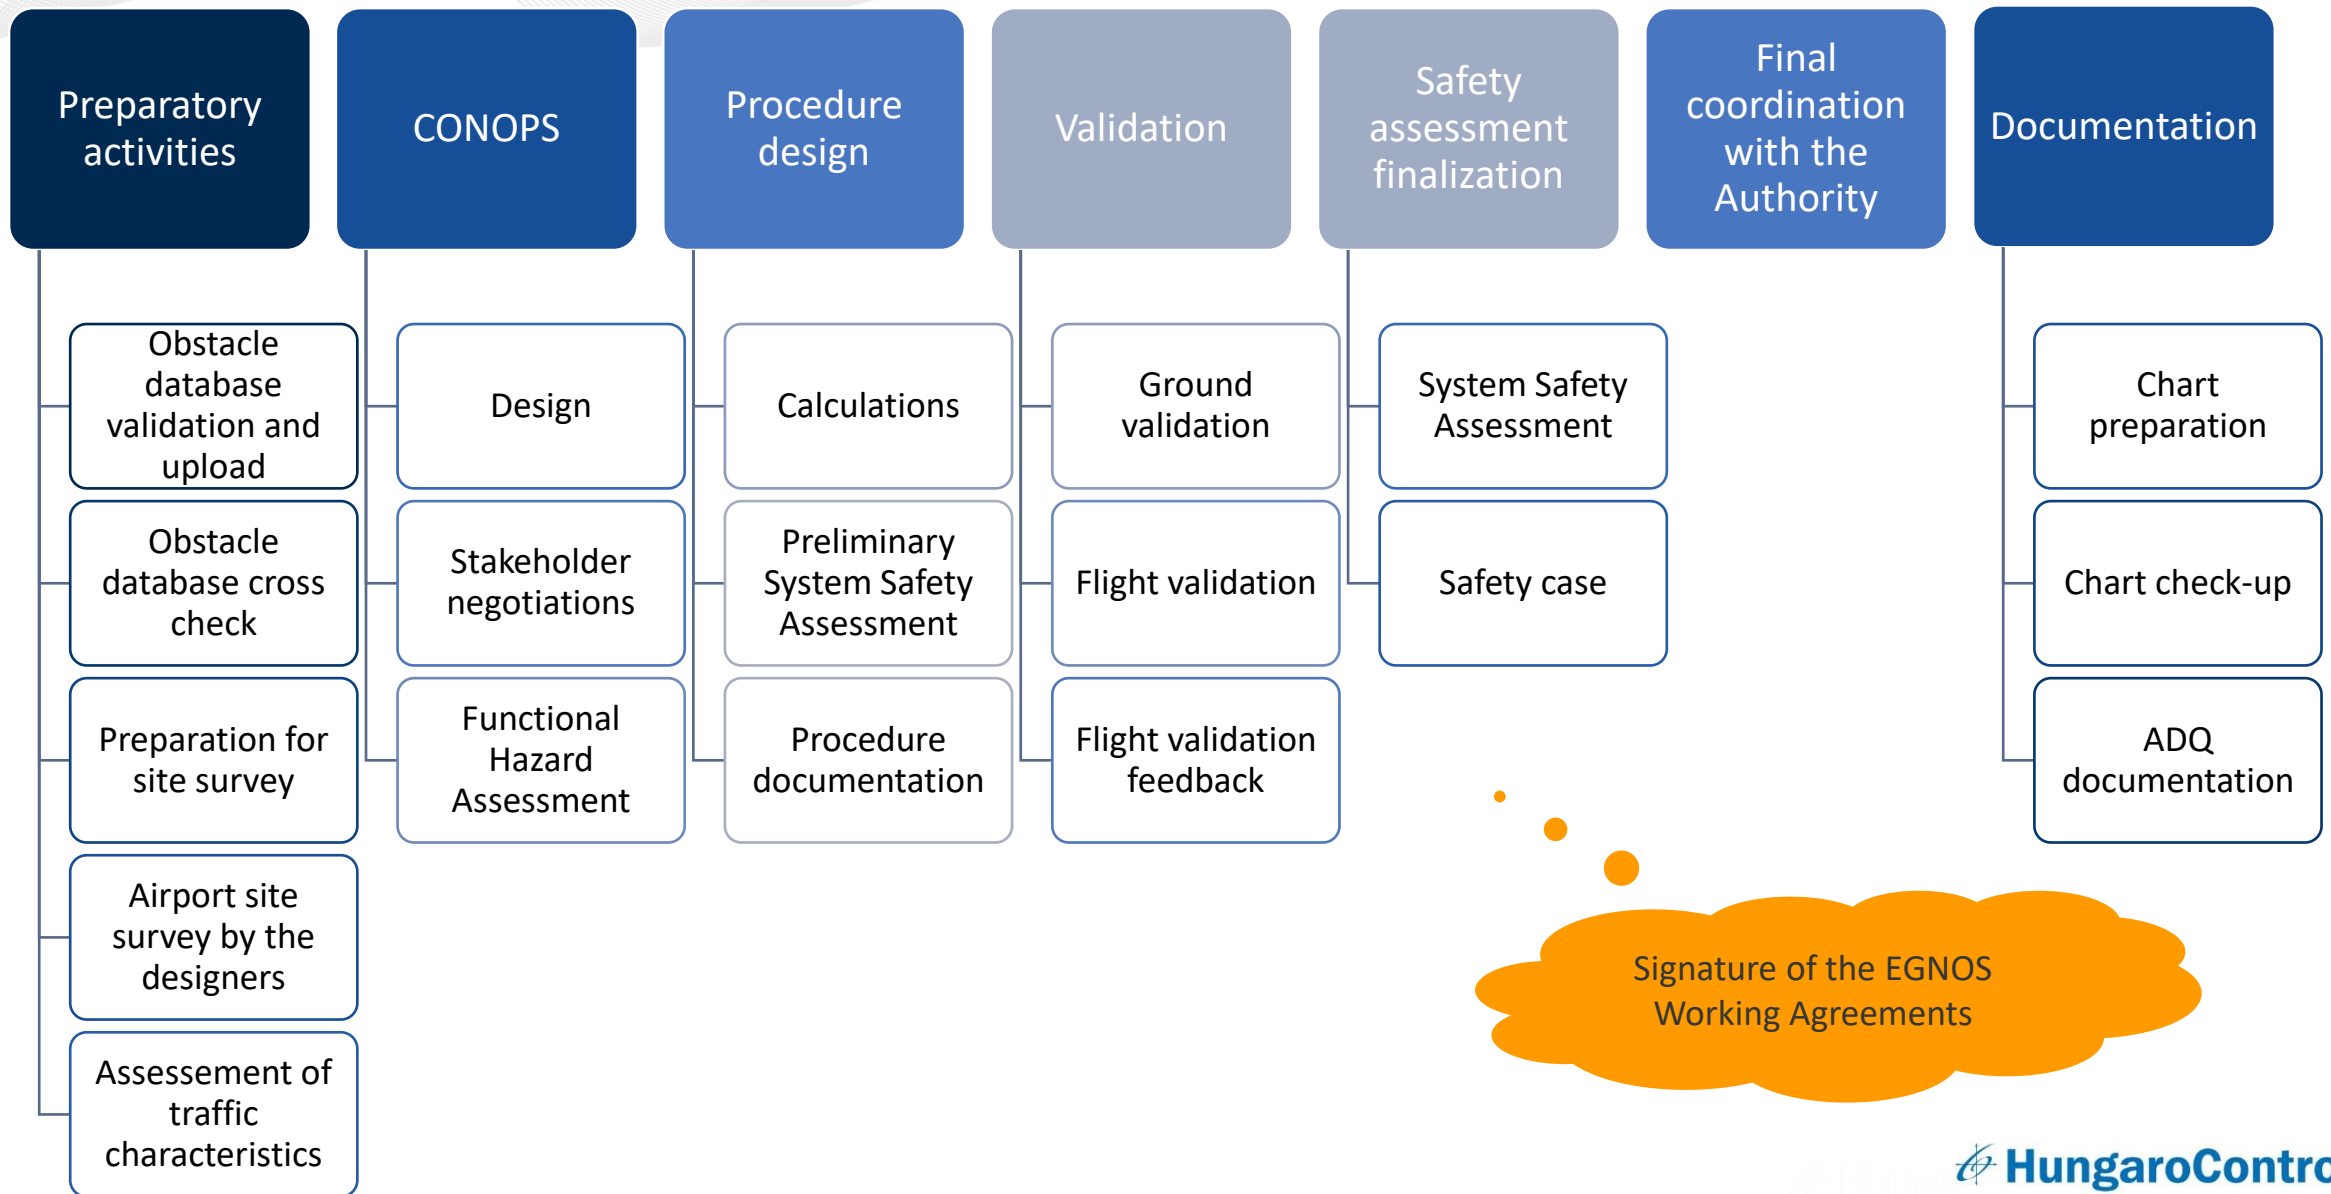 Preparatory
activities
Obstacle
database
validation and
upload
Obstacle
database cross
check
Preparation for
site survey
Airport site
survey by the
designers
Assessement of
traffic
characteristics
CONOPS
Design
Stakeholder
negotiations
Functional
Hazard
Assessment
Procedure
design
Calculations
Preliminary
System Safety
Assessment
Procedure
documentation
Validation
Ground
validation
Flight validation
Flight validation
feedback
Safety
assessment
finalization
System Safety
Assessment
Safety case
Final
coordination
with the
Authority
Documentation
Chart
preparation
Chart check-up
ADQ
documentation
Signature of the EGNOS
Working Agreements
HungaroContro